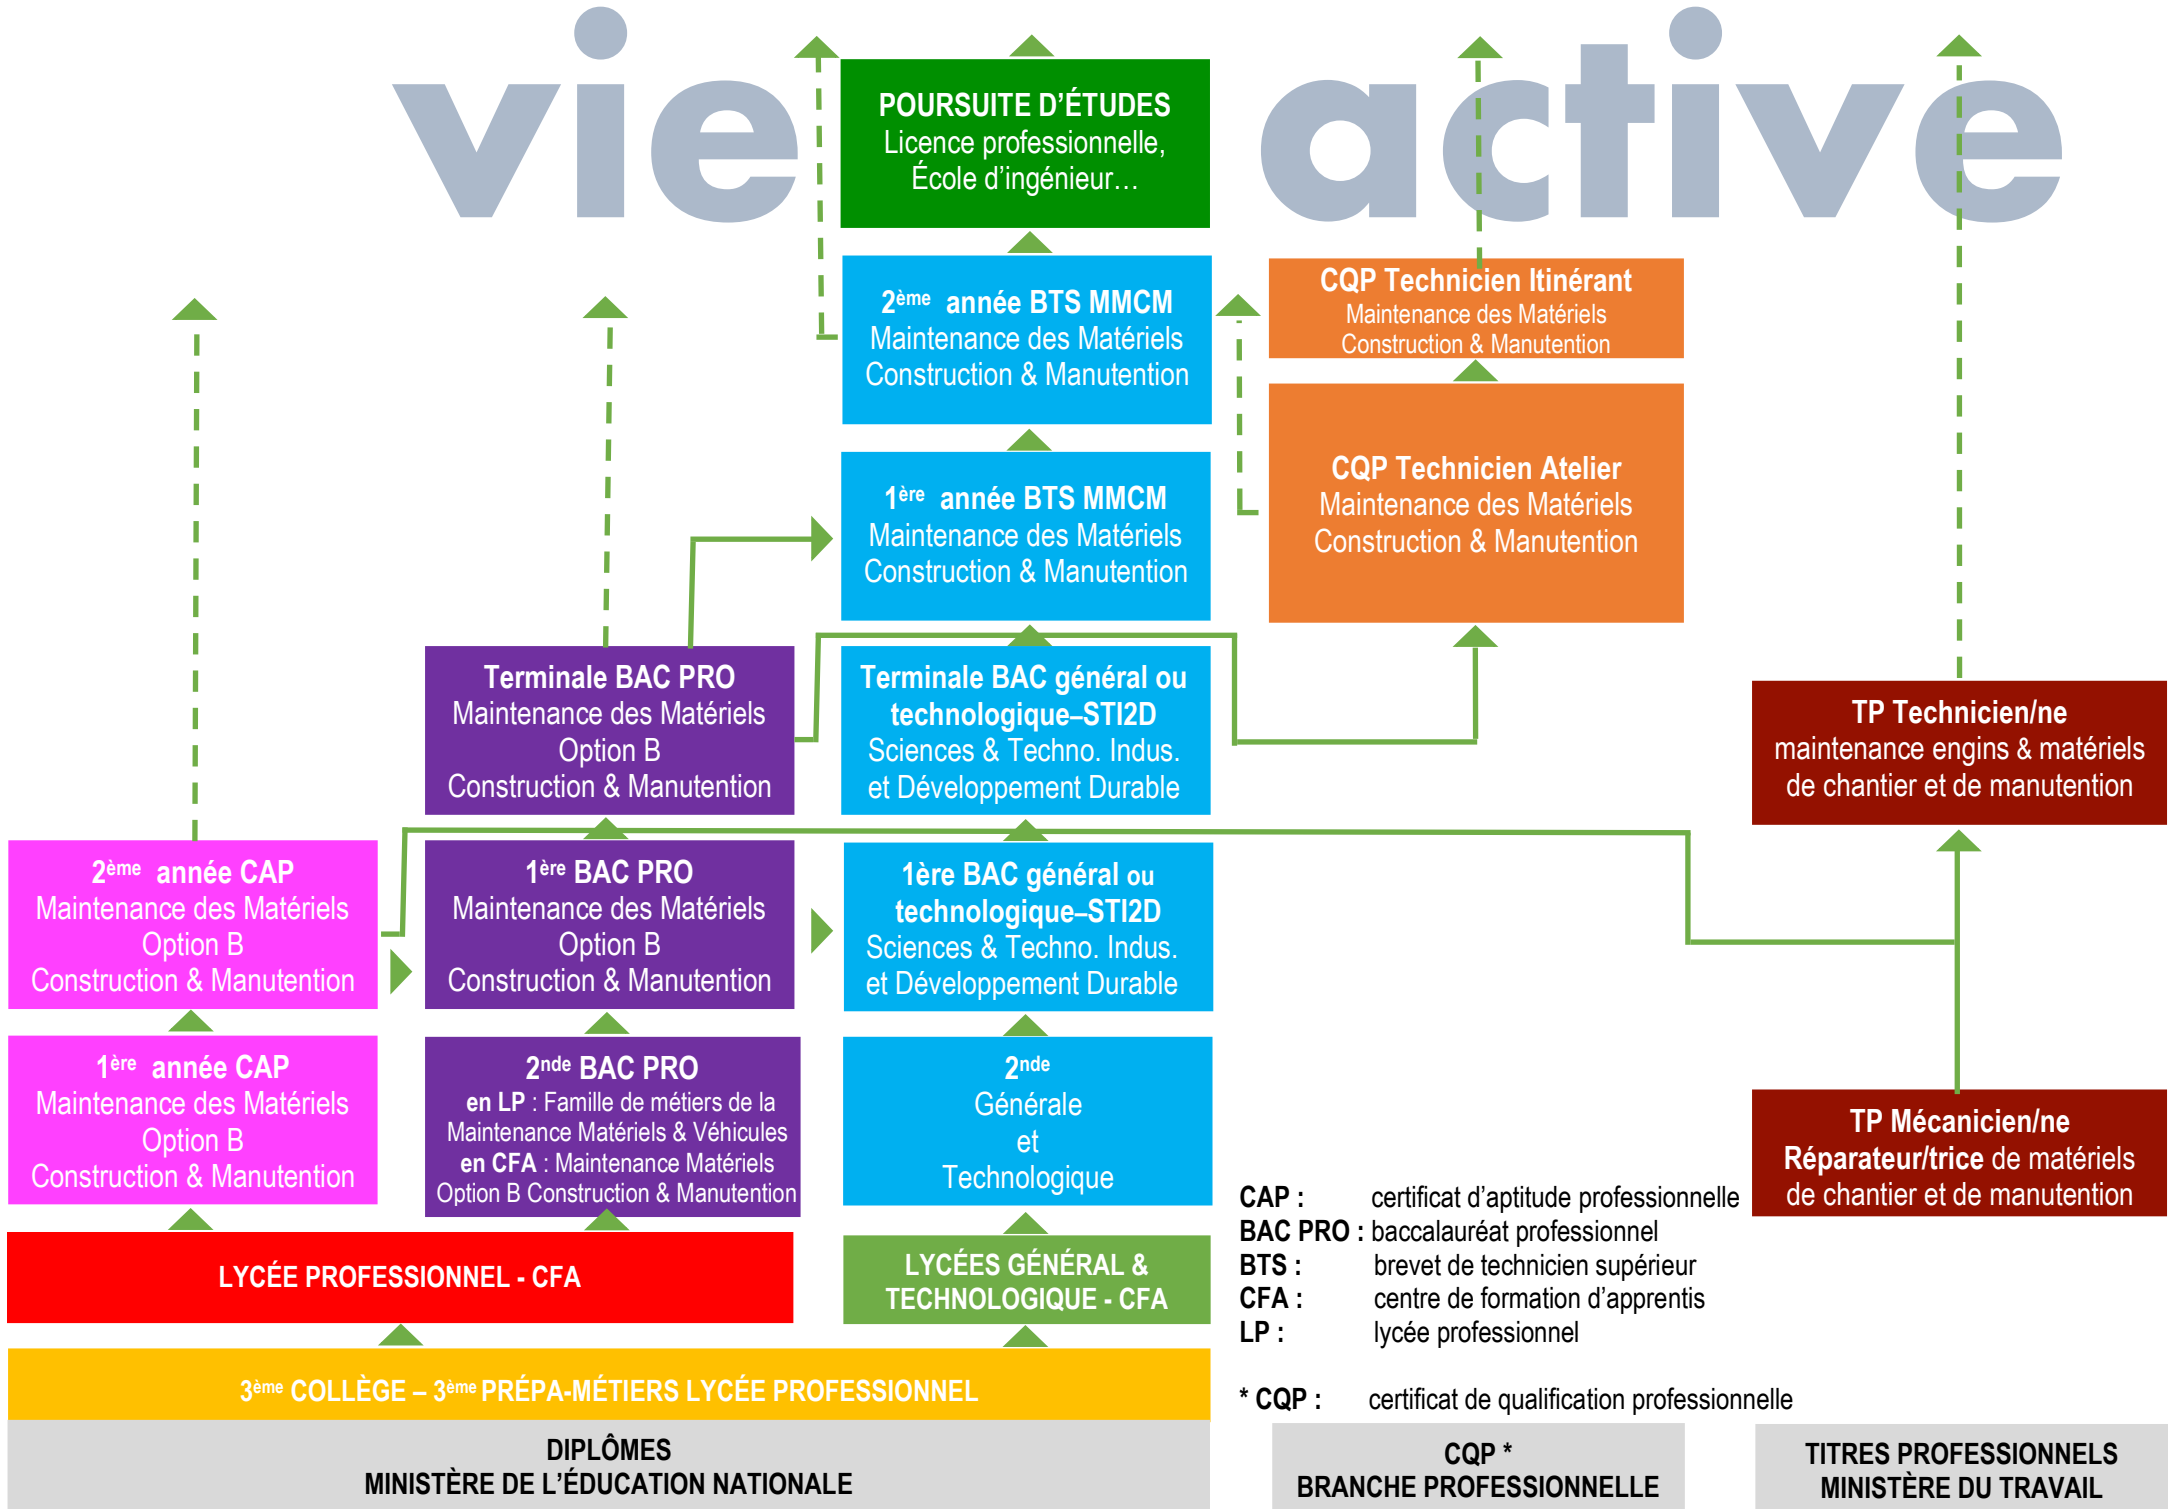 vie active
POURSUITE D’ÉTUDES
Licence professionnelle,
École d’ingénieur…
2ème année BTS MMCM
Maintenance des Matériels
Construction & Manutention
CQP Technicien Itinérant
Maintenance des Matériels
Construction & Manutention
1ère année BTS MMCM
Maintenance des Matériels
Construction & Manutention
CQP Technicien Atelier
Maintenance des Matériels
Construction & Manutention
Terminale BAC PRO
Maintenance des Matériels
Option B
Construction & Manutention
Terminale BAC général ou
technologique–STI2D
Sciences & Techno. Indus.
et Développement Durable
TP Technicien/ne
maintenance engins & matériels
de chantier et de manutention
2ème année CAP
Maintenance des Matériels
Option B
Construction & Manutention
1ère BAC PRO
Maintenance des Matériels
Option B
Construction & Manutention
1ère BAC général ou
technologique–STI2D
Sciences & Techno. Indus.
et Développement Durable
1ère année CAP
Maintenance des Matériels
Option B
Construction & Manutention
2nde BAC PRO
en LP : Famille de métiers de la
Maintenance Matériels & Véhicules
en CFA : Maintenance Matériels
Option B Construction & Manutention
2nde
Générale
et
Technologique
TP Mécanicien/ne
Réparateur/trice de matériels
de chantier et de manutention
CAP : certificat d’aptitude professionnelle
BAC PRO : baccalauréat professionnel
BTS : brevet de technicien supérieur
CFA : centre de formation d’apprentis
LP : lycée professionnel
* CQP : certificat de qualification professionnelle
LYCÉE PROFESSIONNEL - CFA
LYCÉES GÉNÉRAL &
TECHNOLOGIQUE - CFA
3ème COLLÈGE – 3ème PRÉPA-MÉTIERS LYCÉE PROFESSIONNEL
DIPLÔMES
MINISTÈRE DE L’ÉDUCATION NATIONALE
CQP *
BRANCHE PROFESSIONNELLE
TITRES PROFESSIONNELS
MINISTÈRE DU TRAVAIL